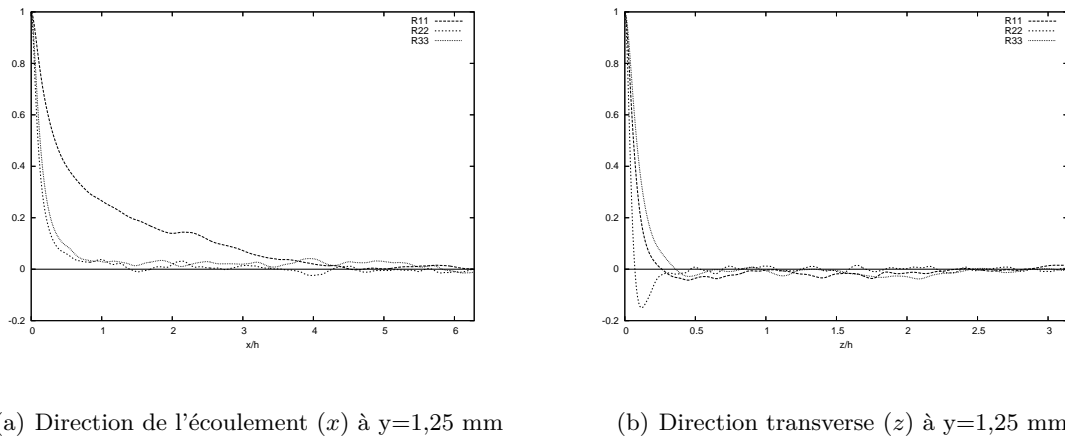 1
0.8
0.6
0.4
0.2
0
-0.2
0 1 2 3 4 5 6
x/h
R11
R22
R33
1
0.8
0.6
0.4
0.2
0
-0.2
0 0.5 1 1.5 2 2.5 3
z/h
R11
R22
R33
a) Direction de l'écoulement (x) à y=1,25 mm
(b) Direction transverse (z) à y=1,25 mm